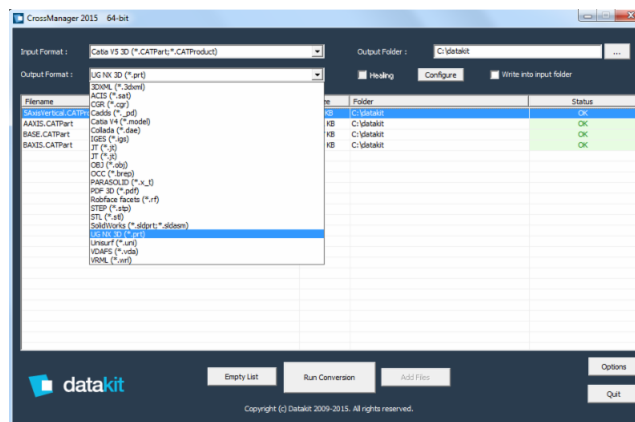 CrossManager 2015 64-bit
Input Format : Catia V5 3D (*.CATPart;*.CATProduct) Output Folder : C:\datakit ...
Output Format : UG NX 3D (*.prt) Healing Configure Write into input folder
Filename Folder Status
5AxisVertical.CATPr KB C:\datakit OK
AAXIS.CATPart KB C:\datakit OK
BASE.CATPart KB C:\datakit OK
BAXIS.CATPart KB C:\datakit OK
3DXML (*.3dxml)
ACIS (*.sat)
CGR (*.cgr)
Cadds (*._pd)
Catia V4 (*.model)
Collada (*.dae)
IGES (*.igs)
JT (*.jt)
JT (*.jt)
OBJ (*.obj)
OCC (*.brep)
PARASOLID (*.x_t)
PDF 3D (*.pdf)
Robface facets (*.rf)
STEP (*.stp)
STL (*.stl)
SolidWorks (*.sldprt;*.sldasm)
UG NX 3D (*.prt)
Unisurf (*.uni)
VDAFS (*.vda)
VRML (*.wrl)
datakit
Empty List Run Conversion Add Files Options
Quit
Copyright (c) Datakit 2009-2015. All rights reserved.